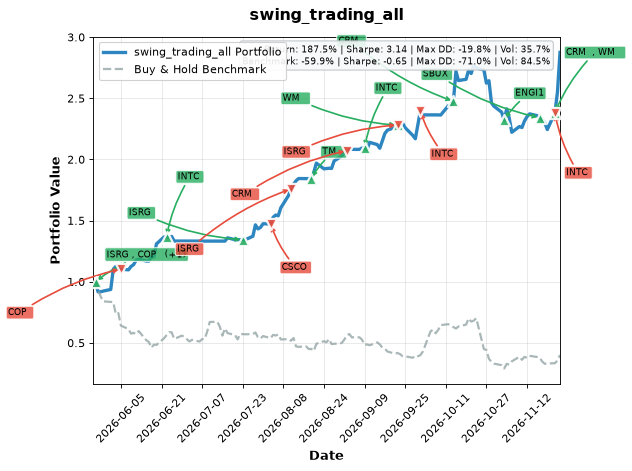 swing_trading_all
CRM
swing_trading_all Portfolio
Buy & Hold Benchmark
rn: 187.5% | Sharpe: 3.14 | Max DD: -19.8% | Vol: 35.7%
Benchmark: -59.9% | Sharpe: -0.65 | Max DD: -71.0% | Vol: 84.5%
CRM , WM
SBUX
INTC
ENGI1
WM
ISRG
TM
INTC
INTC
INTC
CRM
ISRG
ISRG
ISRG , COP (+1
CSCO
COP
3.0
2.5
2.0
1.5
1.0
0.5
Portfolio Value
2026-06-05
2026-06-21
2026-07-07
2026-07-23
2026-08-08
2026-08-24
2026-09-09
2026-09-25
2026-10-11
2026-10-27
2026-11-12
Date